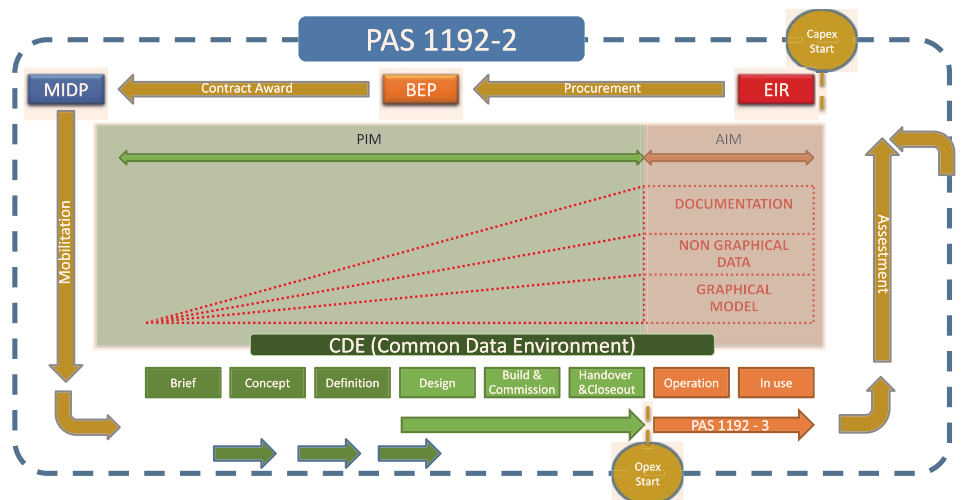 PAS 1192-2
Capex
Start
MIDP
Contract Award
BEP
Procurement
EIR
PIM
AIM
Mobilitation
DOCUMENTATION
NON GRAPHICAL
DATA
GRAPHICAL
MODEL
Assestment
CDE (Common Data Environment)
Brief
Concept
Definition
Design
Build &
Commission
Handover
&Closeout
Operation
In use
PAS 1192 - 3
Opex
Start